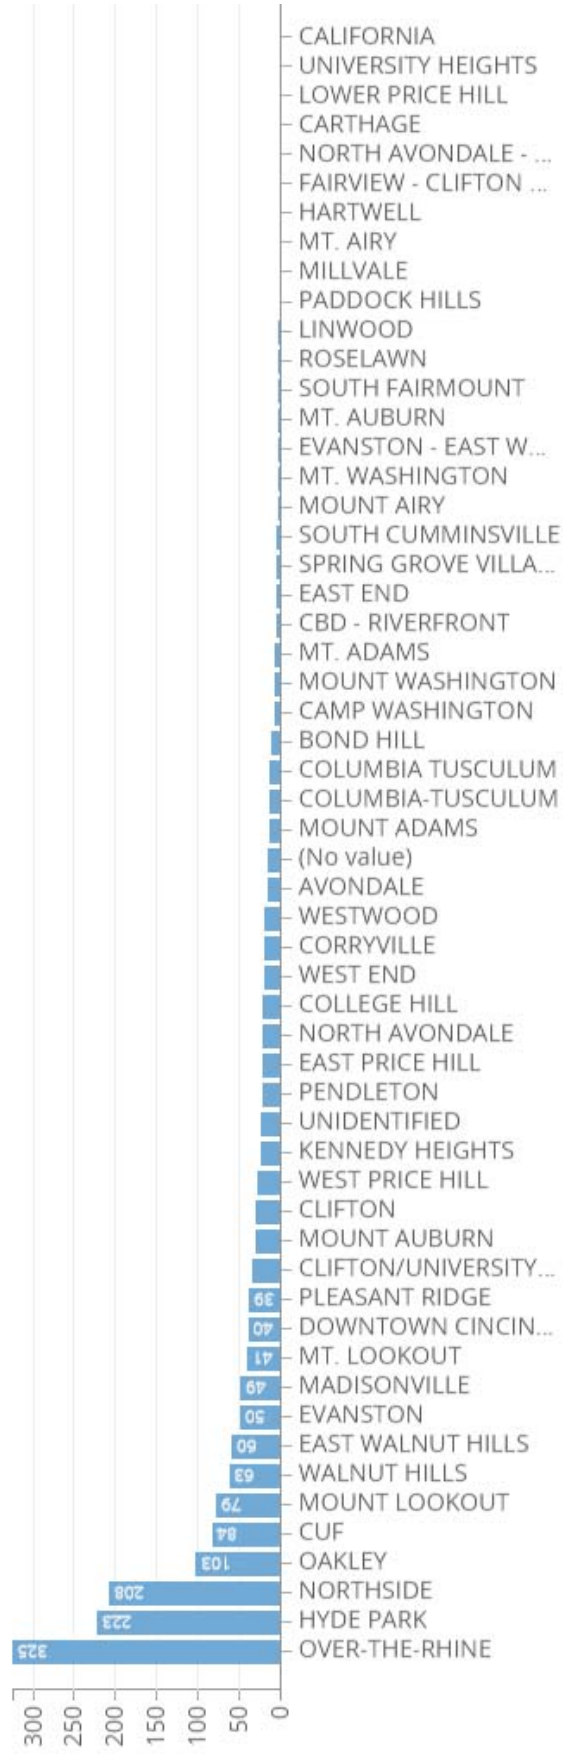 CALIFORNIA
UNIVERSITY HEIGHTS
LOWER PRICE HILL
CARTHAGE
NORTH AVONDALE - ...
FAIRVIEW - CLIFTON ...
HARTWELL
MT. AIRY
MILLVALE
PADDOCK HILLS
LINWOOD
ROSELAWN
SOUTH FAIRMOUNT
MT. AUBURN
EVANSTON - EAST W...
MT. WASHINGTON
MOUNT AIRY
SOUTH CUMMINSVILLE
SPRING GROVE VILLA...
EAST END
CBD - RIVERFRONT
MT. ADAMS
MOUNT WASHINGTON
CAMP WASHINGTON
BOND HILL
COLUMBIA TUSCULUM
COLUMBIA-TUSCULUM
MOUNT ADAMS
(No value)
AVONDALE
WESTWOOD
CORRYVILLE
WEST END
COLLEGE HILL
NORTH AVONDALE
EAST PRICE HILL
PENDLETON
UNIDENTIFIED
KENNEDY HEIGHTS
WEST PRICE HILL
CLIFTON
MOUNT AUBURN
CLIFTON/UNIVERSITY...
39 PLEASANT RIDGE
40 DOWNTOWN CINCIN...
41 MT. LOOKOUT
49 MADISONVILLE
50 EVANSTON
60 EAST WALNUT HILLS
63 WALNUT HILLS
79 MOUNT LOOKOUT
84 CUF
103 OAKLEY
208 NORTHSIDE
223 HYDE PARK
325 OVER-THE-RHINE
300 250 200 150 100 50 0